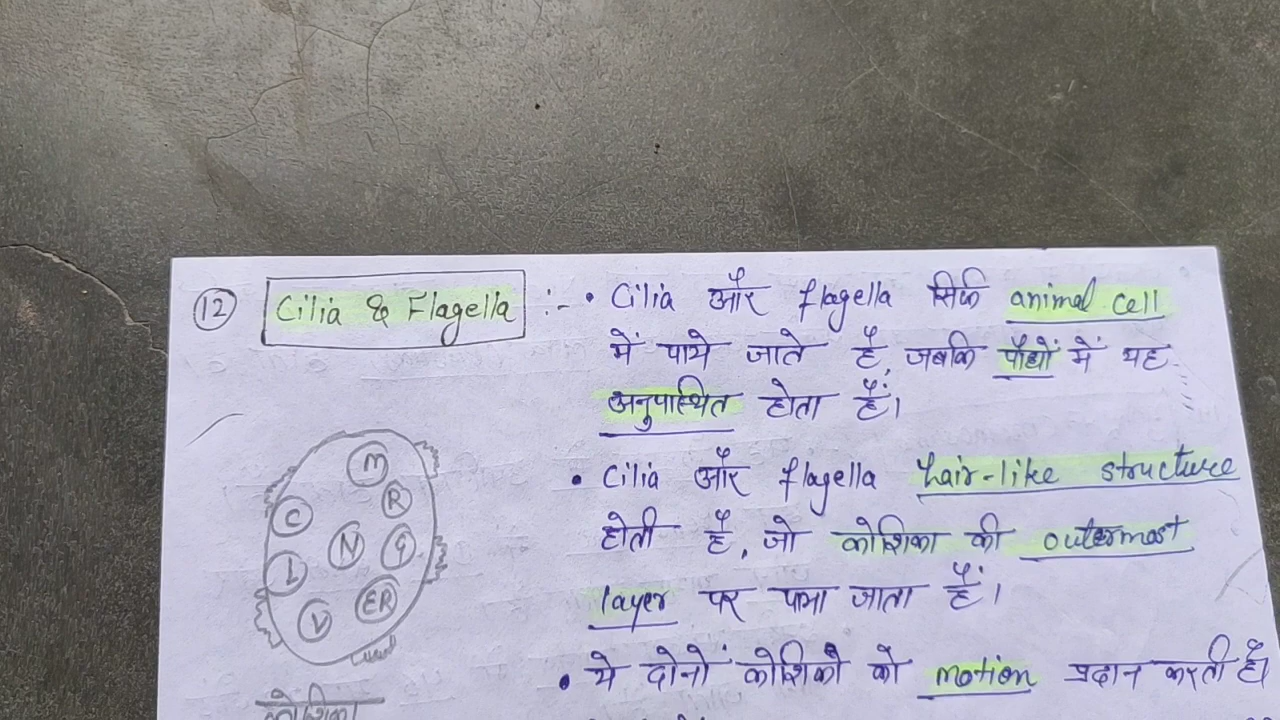 12 Cilia & Flagella :- • Cilia और flagella सिर्फ animal cell
में पाये जाते है, जबकि पौधों में यह
अनुपास्थित होता हैं।
• Cilia और flagella hair-like structure
होती है, जो कोशिका की outermost
layer पर पाया जाता हैं।
• ये दोनों कोशिको को motion प्रदान करती है।
M
R
C
N
G
L
ER
V
कोशिका